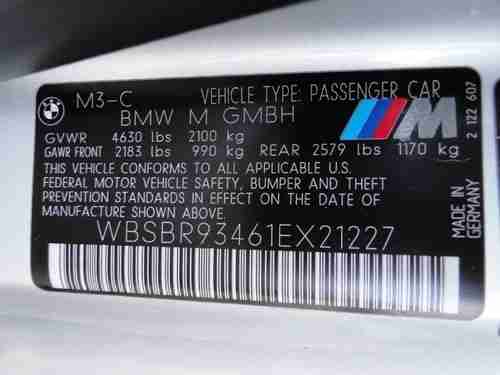 M3-C VEHICLE TYPE: PASSENGER CAR
BMW M GMBH
GVWR 4630 lbs 2100 kg
GAWR FRONT 2183 lbs 990 kg REAR 2579 lbs 1170 kg
THIS VEHICLE CONFORMS TO ALL APPLICABLE U.S.
FEDERAL MOTOR VEHICLE SAFETY, BUMPER AND THEFT
PREVENTION STANDARDS IN EFFECT ON THE DATE OF
MANUFACTURE SHOWN ABOVE.
WBSBR93461EX21227
BMW
M
2 122 607
MADE IN
GERMANY